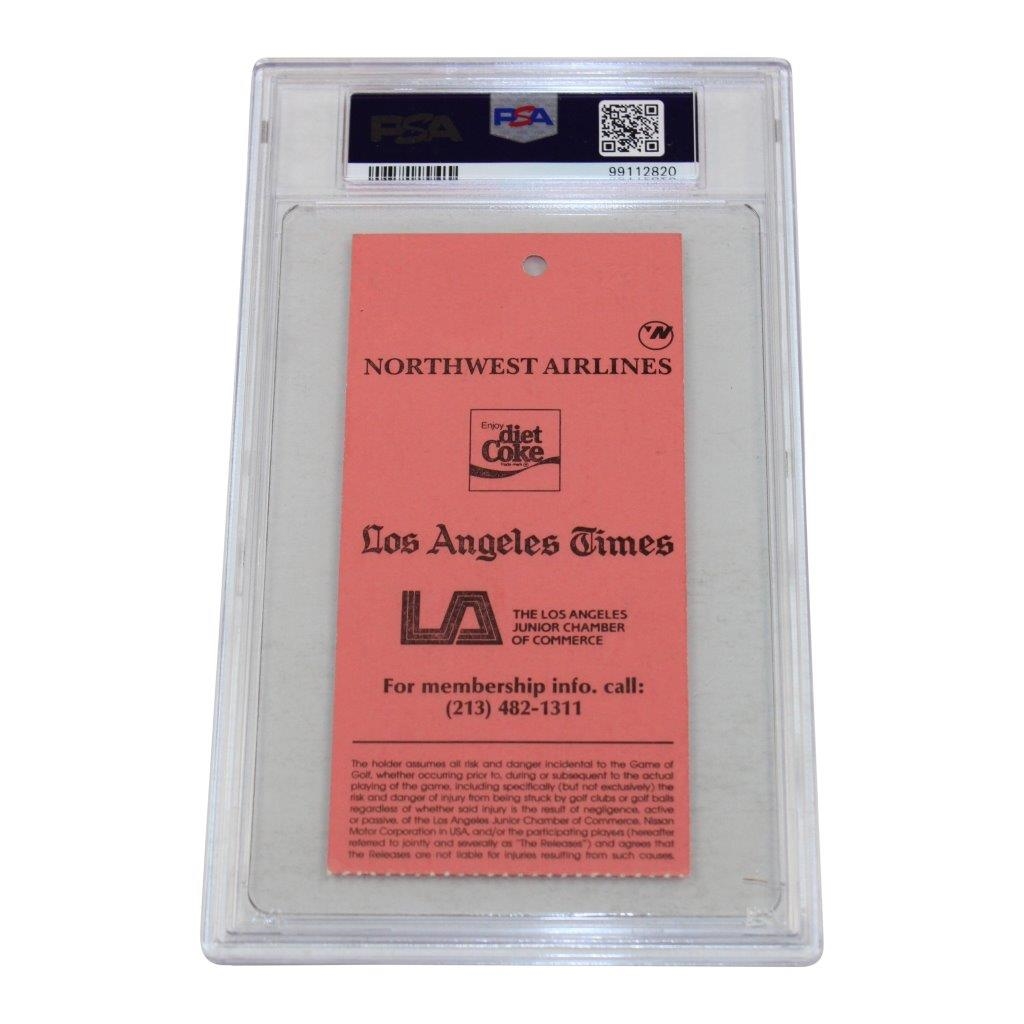 PSA PSA
99112820
N
NORTHWEST AIRLINES
Enjoy
diet
Coke
Trade-mark ®
Los Angeles Times
LA
THE LOS ANGELES
JUNIOR CHAMBER
OF COMMERCE
For membership info. call:
(213) 482-1311
The holder assumes all risk and danger incidental to the Game of
Golf, whether occurring prior to, during or subsequent to the actual
playing of the game, including specifically (but not exclusively) the
risk and danger of injury from being struck by golf clubs or golf balls
regardless of whether said injury is the result of negligence, active
or passive, of the Los Angeles Junior Chamber of Commerce, Nissan
Motor Corporation in USA, and/or the participating players (hereafter
referred to jointly and severally as "The Releases") and agrees that
the Releases are not liable for injuries resulting from such causes.